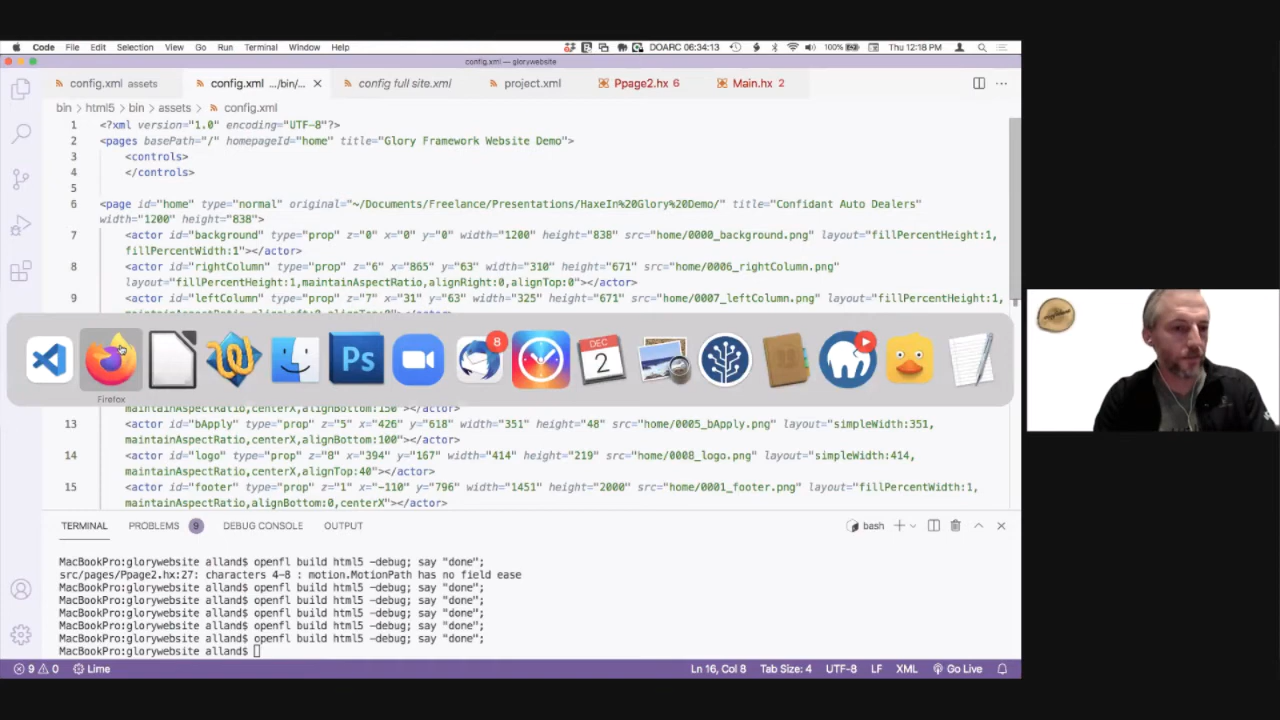 Code File Edit Selection View Go Run Terminal Window Help DOARC 06:34:13 100% Thu 12:18 PM
config.xml — glorywebsite
config.xml assets config.xml .../bin/... config full site.xml project.xml Ppage2.hx 6 Main.hx 2
bin > html5 > bin > assets > config.xml
1 <?xml version="1.0" encoding="UTF-8"?>
2 <pages basePath="/" homepageId="home" title="Glory Framework Website Demo">
3 <controls>
4 </controls>
5
6 <page id="home" type="normal" original="~/Documents/Freelance/Presentations/HaxeIn%20Glory%20Demo/" title="Confidant Auto Dealers"
width="1200" height="838">
7 <actor id="background" type="prop" z="0" x="0" y="0" width="1200" height="838" src="home/0000_background.png" layout="fillPercentHeight:1,
fillPercentWidth:1"></actor>
8 <actor id="rightColumn" type="prop" z="6" x="865" y="63" width="310" height="671" src="home/0006_rightColumn.png"
layout="fillPercentHeight:1,maintainAspectRatio,alignRight:0,alignTop:0"></actor>
9 <actor id="leftColumn" type="prop" z="7" x="31" y="63" width="325" height="671" src="home/0007_leftColumn.png" layout="fillPercentHeight:1,
Ps 8 DEC 2
Firefox
maintainAspectRatio,centerX,alignBottom:150"></actor>
13 <actor id="bApply" type="prop" z="5" x="426" y="618" width="351" height="48" src="home/0005_bApply.png" layout="simpleWidth:351,
maintainAspectRatio,centerX,alignBottom:100"></actor>
14 <actor id="logo" type="prop" z="8" x="394" y="167" width="414" height="219" src="home/0008_logo.png" layout="simpleWidth:414,
maintainAspectRatio,centerX,alignTop:40"></actor>
15 <actor id="footer" type="prop" z="1" x="-110" y="796" width="1451" height="2000" src="home/0001_footer.png" layout="fillPercentWidth:1,
maintainAspectRatio,alignBottom:0,centerX"></actor>
TERMINAL PROBLEMS 9 DEBUG CONSOLE OUTPUT bash
MacBookPro:glorywebsite alland$ openfl build html5 -debug; say "done";
src/pages/Ppage2.hx:27: characters 4-8 : motion.MotionPath has no field ease
MacBookPro:glorywebsite alland$ openfl build html5 -debug; say "done";
MacBookPro:glorywebsite alland$ openfl build html5 -debug; say "done";
MacBookPro:glorywebsite alland$ openfl build html5 -debug; say "done";
MacBookPro:glorywebsite alland$ openfl build html5 -debug; say "done";
MacBookPro:glorywebsite alland$ openfl build html5 -debug; say "done";
MacBookPro:glorywebsite alland$
9 0 Lime Ln 16, Col 8 Tab Size: 4 UTF-8 LF XML Go Live